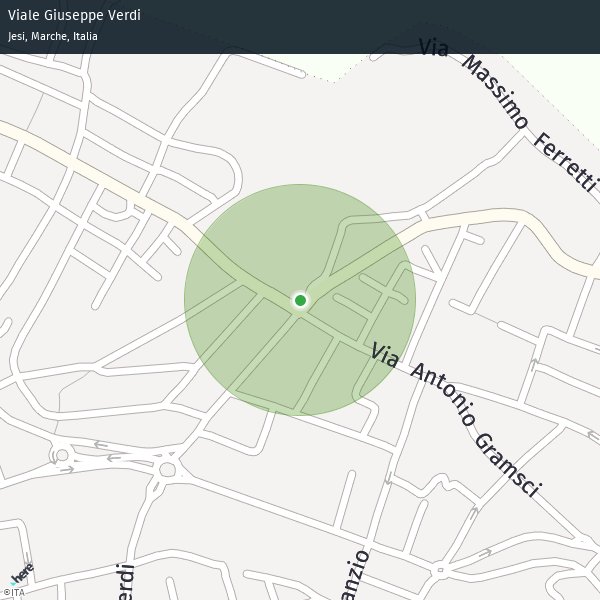 Viale Giuseppe Verdi
Jesi, Marche, Italia
Via Massimo Ferretti
Via Antonio Gramsci
erdi
anzio
here
©ITA